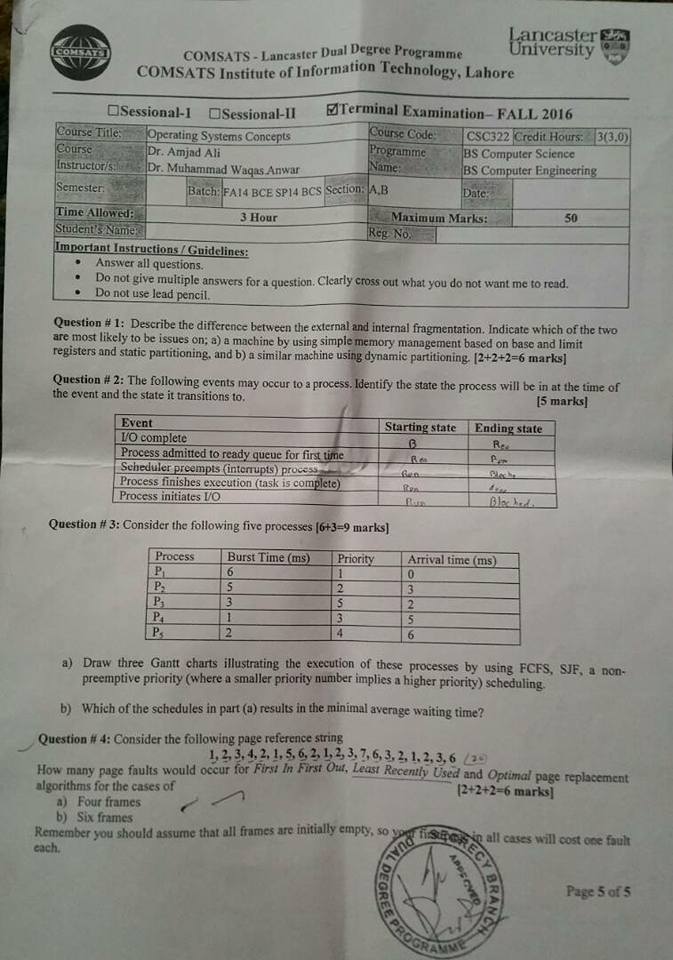 COMSATS
Lancaster
University
COMSATS - Lancaster Dual Degree Programme
COMSATS Institute of Information Technology, Lahore
☐Sessional-1 ☐Sessional-II ☑Terminal Examination– FALL 2016
Course Title: Operating Systems Concepts Course Code: CSC322 Credit Hours: 3(3,0)
Course Instructor/s: Dr. Amjad Ali
Dr. Muhammad Waqas Anwar Programme Name: BS Computer Science
BS Computer Engineering
Semester: Batch: FA14 BCE SP14 BCS Section: A,B Date:
Time Allowed: 3 Hour Maximum Marks: 50
Student's Name: Reg. No.
Important Instructions / Guidelines:
• Answer all questions.
• Do not give multiple answers for a question. Clearly cross out what you do not want me to read.
• Do not use lead pencil.
Question # 1: Describe the difference between the external and internal fragmentation. Indicate which of the two
are most likely to be issues on; a) a machine by using simple memory management based on base and limit
registers and static partitioning, and b) a similar machine using dynamic partitioning. [2+2+2=6 marks]
Question # 2: The following events may occur to a process. Identify the state the process will be in at the time of
the event and the state it transitions to. [5 marks]
Event Starting state Ending state
I/O complete B
Process admitted to ready queue for first time
Scheduler preempts (interrupts) process
Process finishes execution (task is complete) Run
Process initiates I/O Run Blocked.
Question # 3: Consider the following five processes [6+3=9 marks]
Process Burst Time (ms) Priority Arrival time (ms)
P1 6 1 0
P2 5 2 3
P3 3 5 2
P4 1 3 5
P5 2 4 6
a) Draw three Gantt charts illustrating the execution of these processes by using FCFS, SJF, a non-
preemptive priority (where a smaller priority number implies a higher priority) scheduling.
b) Which of the schedules in part (a) results in the minimal average waiting time?
Question # 4: Consider the following page reference string
1, 2, 3, 4, 2, 1, 5, 6, 2, 1, 2, 3, 7, 6, 3, 2, 1, 2, 3, 6 (20)
How many page faults would occur for First In First Out, Least Recently Used and Optimal page replacement
algorithms for the cases of [2+2+2=6 marks]
a) Four frames
b) Six frames
Remember you should assume that all frames are initially empty, so your first in all cases will cost one fault
each.
SECRECY BRANCH
DUAL DEGREE PROGRAMME
APPROVED
Page 5 of 5